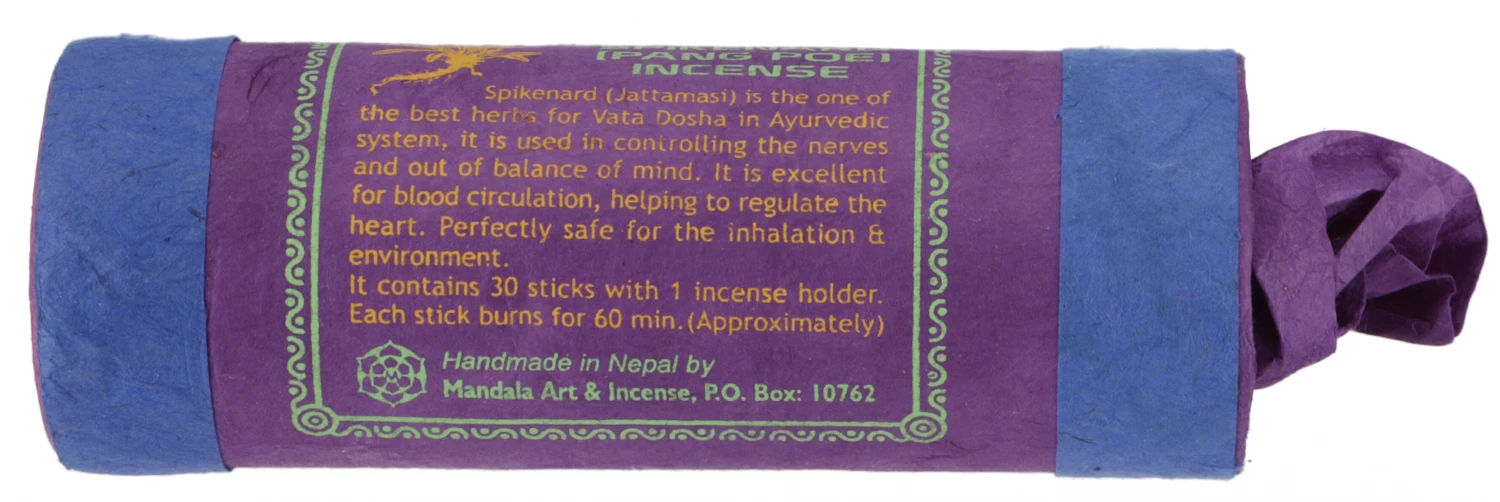 SPIKENARD
(PANG POE)
INCENSE
Spikenard (Jattamasi) is the one of
the best herbs for Vata Dosha in Ayurvedic
system, it is used in controlling the nerves
and out of balance of mind. It is excellent
for blood circulation, helping to regulate the
heart. Perfectly safe for the inhalation &
environment.
It contains 30 sticks with 1 incense holder.
Each stick burns for 60 min.(Approximately)
M
Handmade in Nepal by
Mandala Art & Incense, P.O. Box: 10762